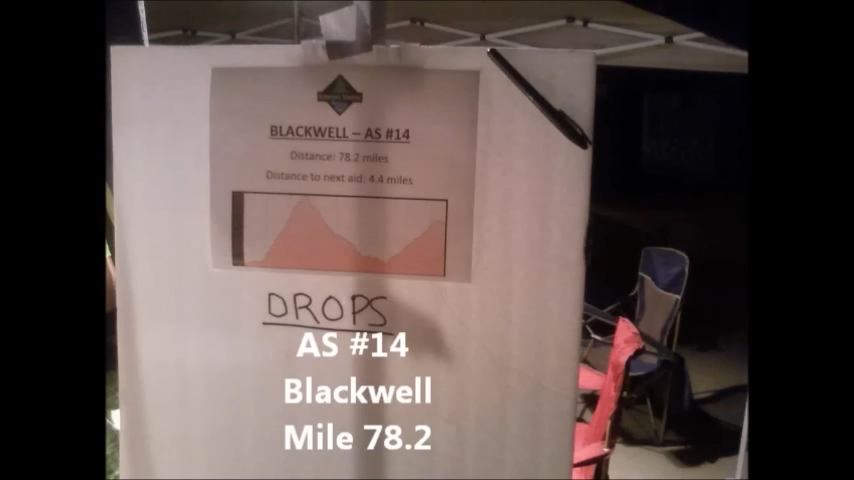 BLACKWELL – AS #14
Distance: 78.2 miles
Distance to next aid: 4.4 miles
DROPS
AS #14
Blackwell
Mile 78.2